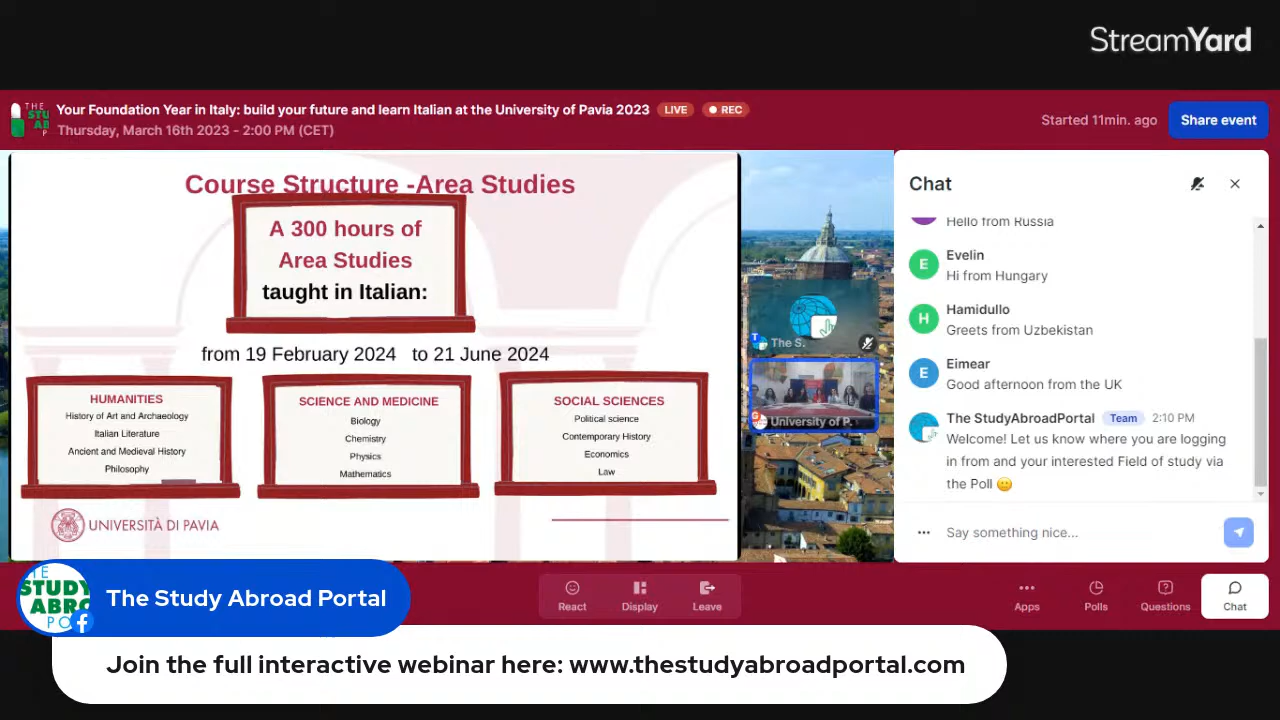 StreamYard
Your Foundation Year in Italy: build your future and learn Italian at the University of Pavia 2023 LIVE REC
Thursday, March 16th 2023 - 2:00 PM (CET)
Started 11min. ago
Share event
Course Structure -Area Studies
A 300 hours of
Area Studies
taught in Italian:
from 19 February 2024 to 21 June 2024
HUMANITIES
History of Art and Archaeology
Italian Literature
Ancient and Medieval History
Philosophy
SCIENCE AND MEDICINE
Biology
Chemistry
Physics
Mathematics
SOCIAL SCIENCES
Political science
Contemporary History
Economics
Law
UNIVERSITÀ DI PAVIA
The S.
University of P.
Chat
Hello from Russia
E
Evelin
Hi from Hungary
H
Hamidullo
Greets from Uzbekistan
E
Eimear
Good afternoon from the UK
The StudyAbroadPortal Team 2:10 PM
Welcome! Let us know where you are logging
in from and your interested Field of study via
the Poll 🙂
Say something nice...
React
Display
Leave
Apps
Polls
Questions
Chat
The Study Abroad Portal
Join the full interactive webinar here: www.thestudyabroadportal.com